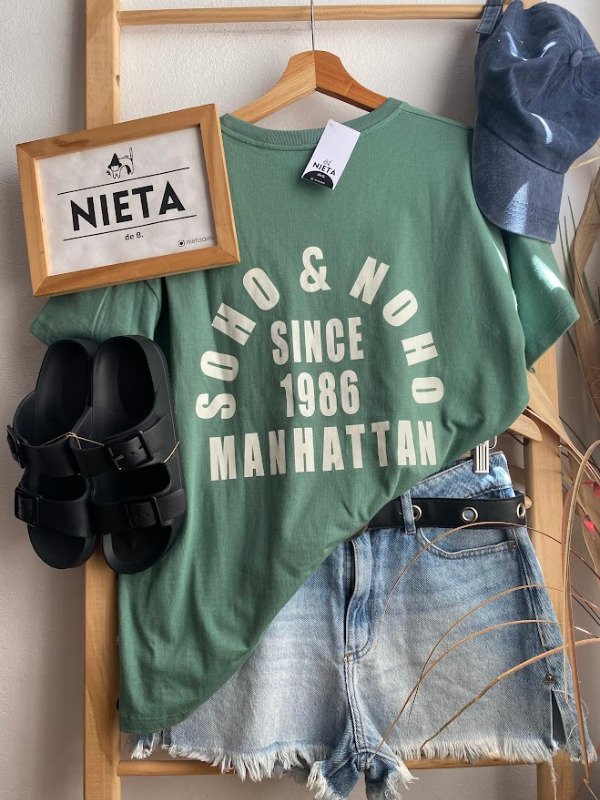 NIETA
de B.
NIETA
SOHO & NOHO
SINCE
1986
MANHATTAN